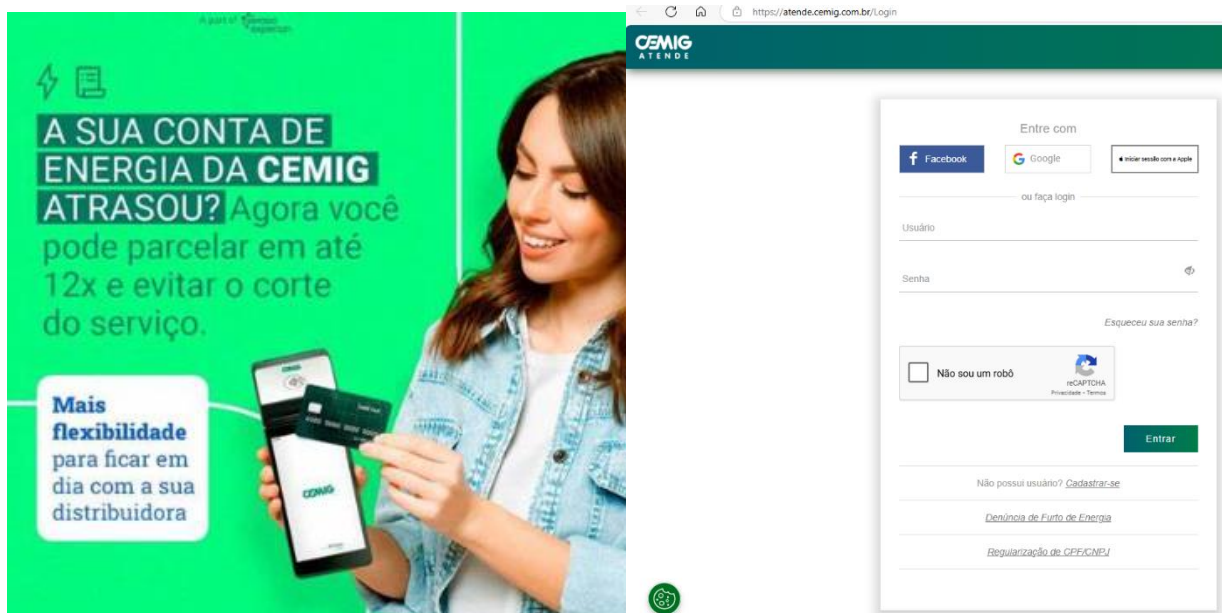 A part of
experian
A SUA CONTA DE
ENERGIA DA CEMIG
ATRASOU? Agora você
pode parcelar em até
12x e evitar o corte
do serviço.
Mais
flexibilidade
para ficar em
dia com a sua
distribuidora
CEMIG
https://atende.cemig.com.br/Login
CEMIG
ATENDE
Entre com
Facebook
Google
Iniciar sessão com a Apple
ou faça login
Usuário
Senha
Esqueceu sua senha?
Não sou um robô
reCAPTCHA
Privacidade - Termos
Entrar
Não possui usuário? Cadastrar-se
Denúncia de Furto de Energia
Regularização de CPF/CNPJ